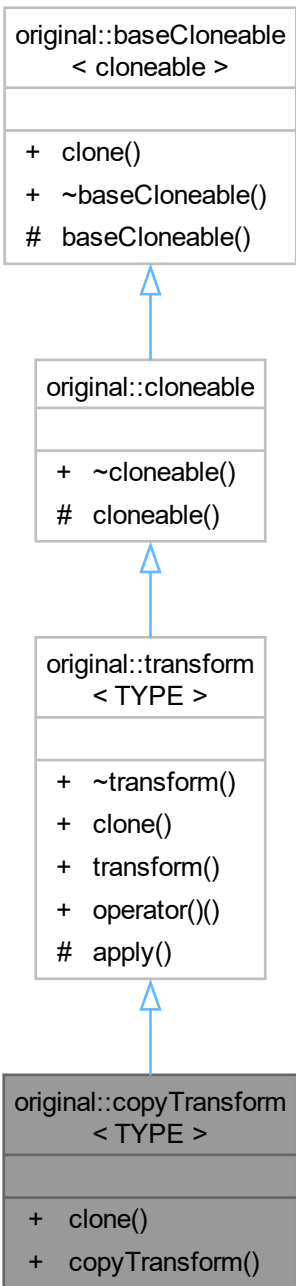 original::baseCloneable
< cloneable >
+ clone()
+ ~baseCloneable()
# baseCloneable()
original::cloneable
+ ~cloneable()
# cloneable()
original::transform
< TYPE >
+ ~transform()
+ clone()
+ transform()
+ operator()()
# apply()
original::copyTransform
< TYPE >
+ clone()
+ copyTransform()